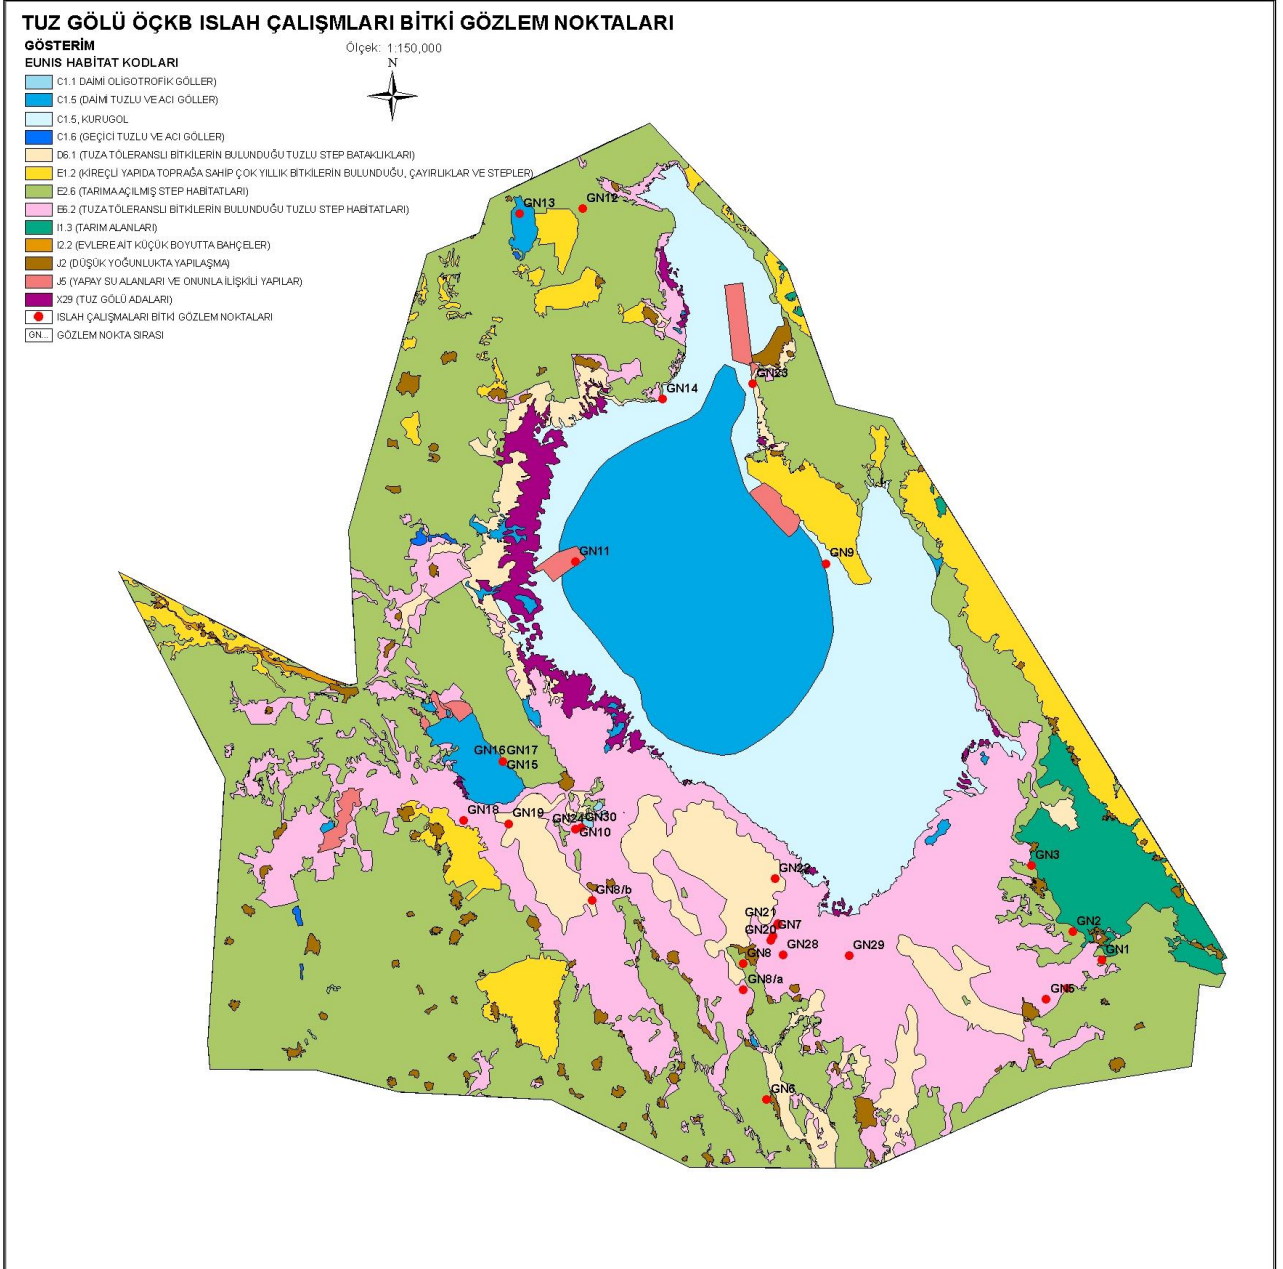 TUZ GÖLÜ ÖÇKB ISLAH ÇALIŞMLARI BİTKİ GÖZLEM NOKTALARI
GÖSTERİM
EUNIS HABİTAT KODLARI
Ölçek: 1:150,000
N
C1.1 DAİMİ OLİGOTROFİK GÖLLER)
C1.5 (DAİMİ TUZLU VE ACI GÖLLER)
C1.5, KURUGOL
C1.6 (GEÇİCİ TUZLU VE ACI GÖLLER)
D6.1 (TUZA TÖLERANSLI BİTKİLERİN BULUNDUĞU TUZLU STEP BATAKLIKLARI)
E1.2 (KİREÇLİ YAPIDA TOPRAĞA SAHİP ÇOK YILLIK BİTKİLERİN BULUNDUĞU, ÇAYIRLIKLAR VE STEPLER)
E2.6 (TARIMA AÇILMIŞ STEP HABİTATLARI)
E6.2 (TUZA TÖLERANSLI BİTKİLERİN BULUNDUĞU TUZLU STEP HABİTATLARI)
I1.3 (TARIM ALANLARI)
I2.2 (EVLERE AİT KÜÇÜK BOYUTTA BAHÇELER)
J2 (DÜŞÜK YOĞUNLUKTA YAPILAŞMA)
J5 (YAPAY SU ALANLARI VE ONUNLA İLİŞKİLİ YAPILAR)
X29 (TUZ GÖLÜ ADALARI)
ISLAH ÇALIŞMALARI BİTKİ GÖZLEM NOKTALARI
GN... GÖZLEM NOKTA SIRASI
GN13
GN12
GN23
GN14
GN11
GN9
GN16
GN17
GN15
GN18
GN19
GN24
GN30
GN10
GN3
GN22
GN8/b
GN21
GN7
GN20
GN2
GN28
GN29
GN1
GN8
GN8/a
GN5
GN6